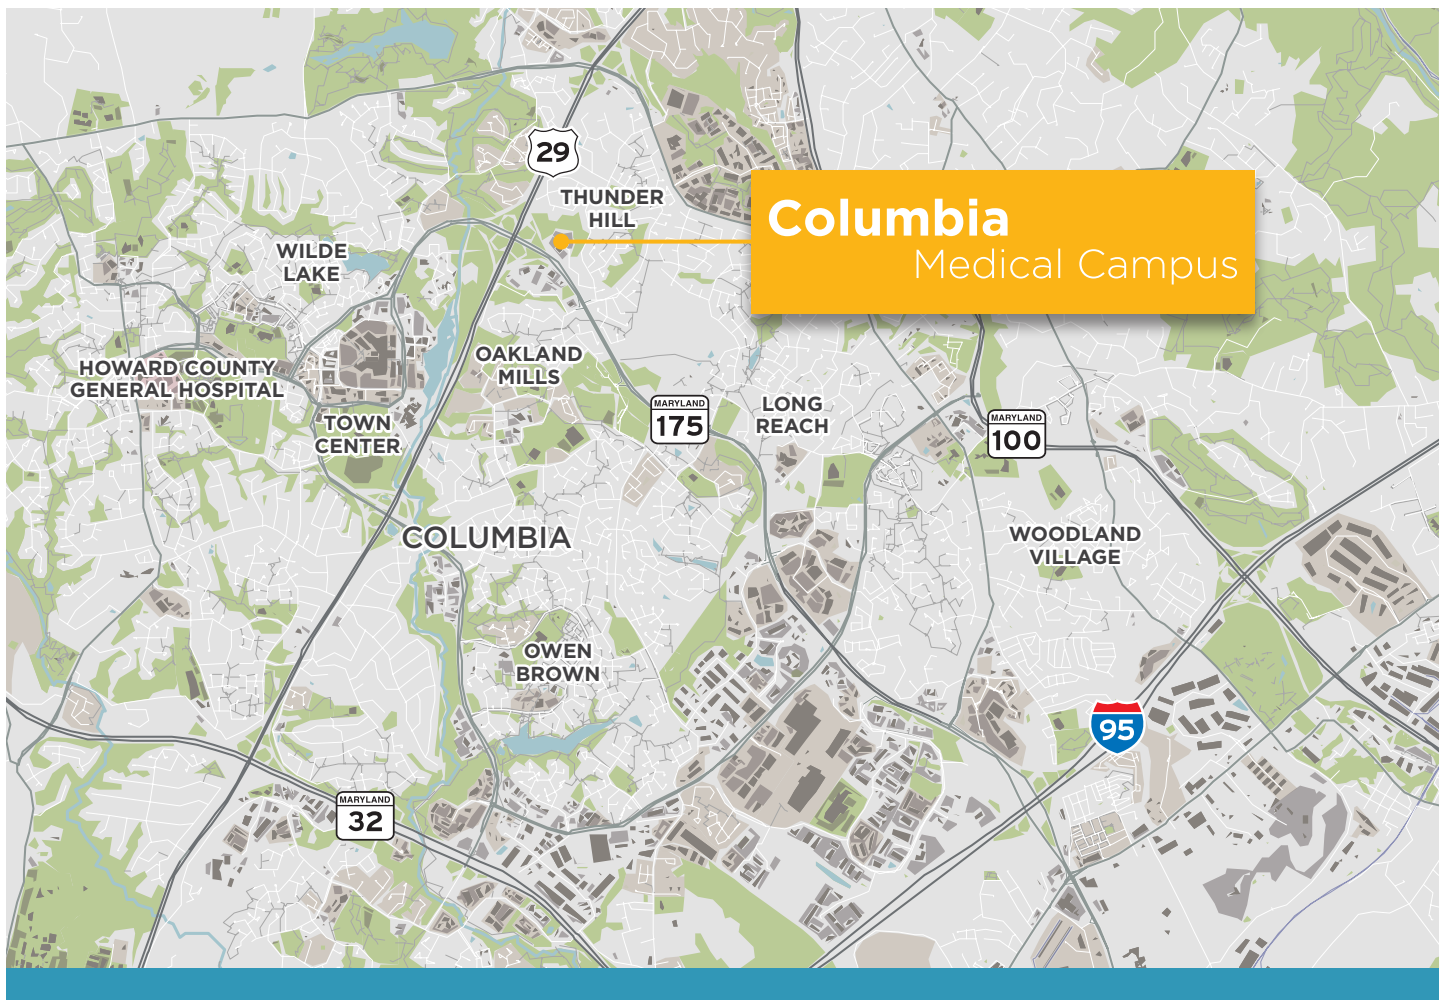 29
THUNDER
HILL
Columbia
Medical Campus
WILDE
LAKE
OAKLAND
MILLS
HOWARD COUNTY
GENERAL HOSPITAL
TOWN
CENTER
MARYLAND
175
LONG
REACH
MARYLAND
100
COLUMBIA
WOODLAND
VILLAGE
OWEN
BROWN
95
MARYLAND
32